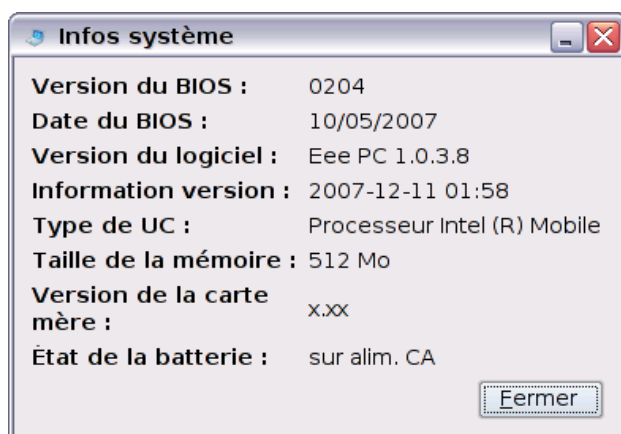 Infos système
Version du BIOS : 0204
Date du BIOS : 10/05/2007
Version du logiciel : Eee PC 1.0.3.8
Information version : 2007-12-11 01:58
Type de UC : Processeur Intel (R) Mobile
Taille de la mémoire : 512 Mo
Version de la carte
mère : x.xx
État de la batterie : sur alim. CA
Fermer